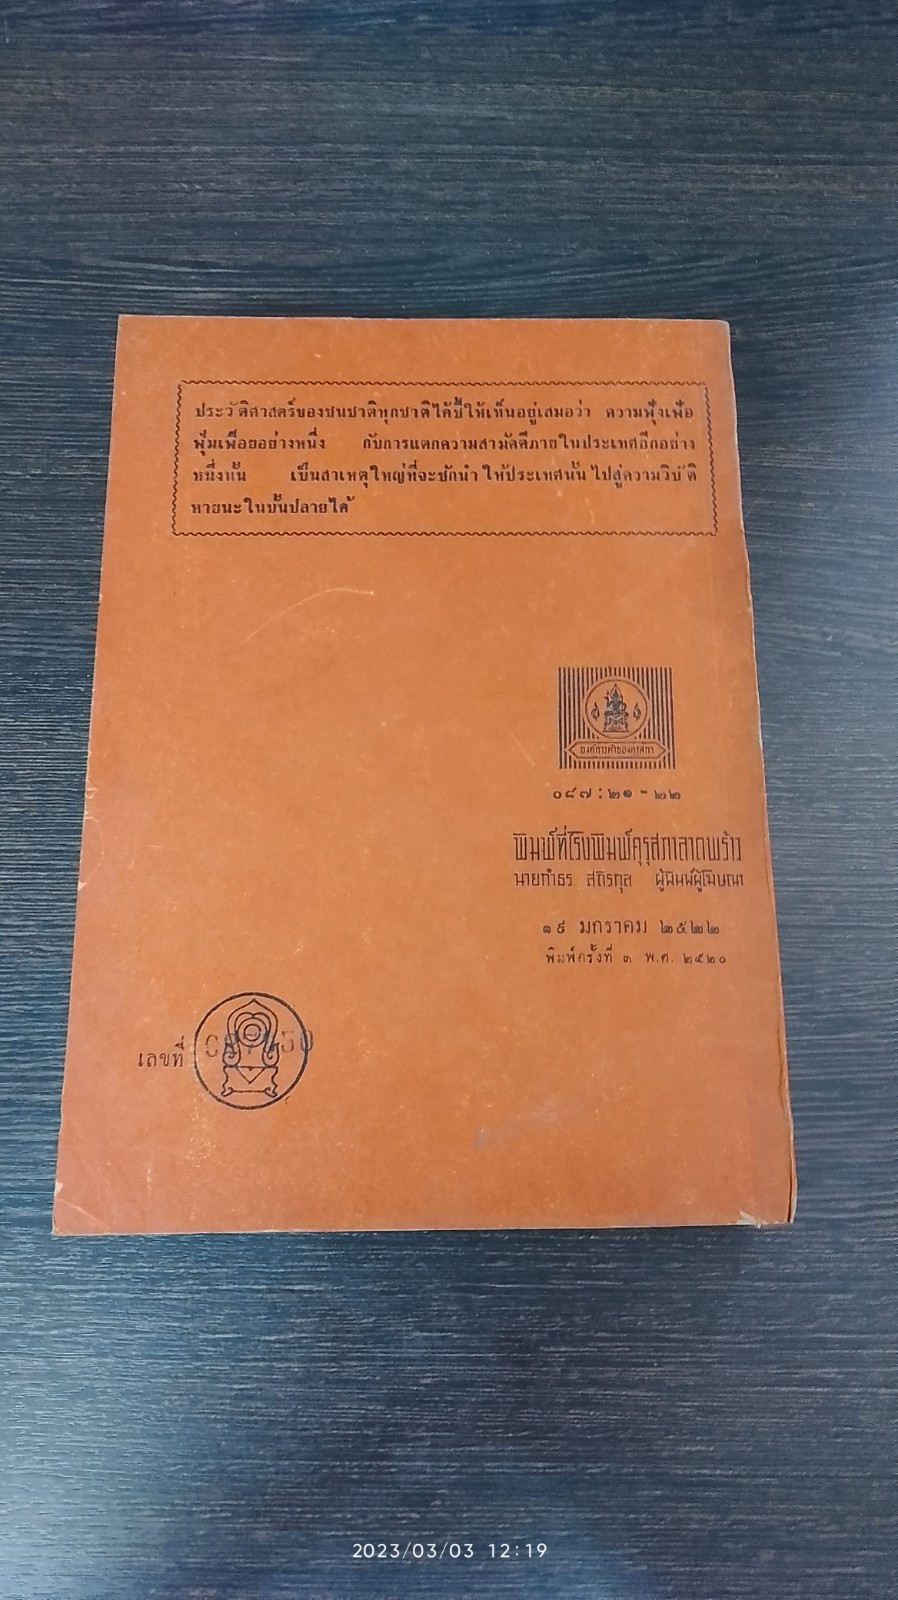 ประวัติศาสตร์ของชนชาติทุกชาติได้ชี้ให้เห็นอยู่เสมอว่า ความฟุ้งเฟ้อ
ฟุ่มเฟือยอย่างหนึ่ง กับการแตกความสามัคคีภายในประเทศอีกอย่าง
หนึ่งนั้น เป็นสาเหตุใหญ่ที่จะชักนำ ให้ประเทศนั้น ไปสู่ความวิบัติ
หายนะในบั้นปลายได้
องค์การค้าของคุรุสภา
๐๘๗ : ๒๑ - ๒๒
พิมพ์ที่โรงพิมพ์คุรุสภาลาดพร้าว
นายกำธร สถิรกุล ผู้พิมพ์ผู้โฆษณา
๑๙ มกราคม ๒๕๒๒
พิมพ์ครั้งที่ ๓ พ.ศ. ๒๕๒๐
เลขที่
2023/03/03 12:19